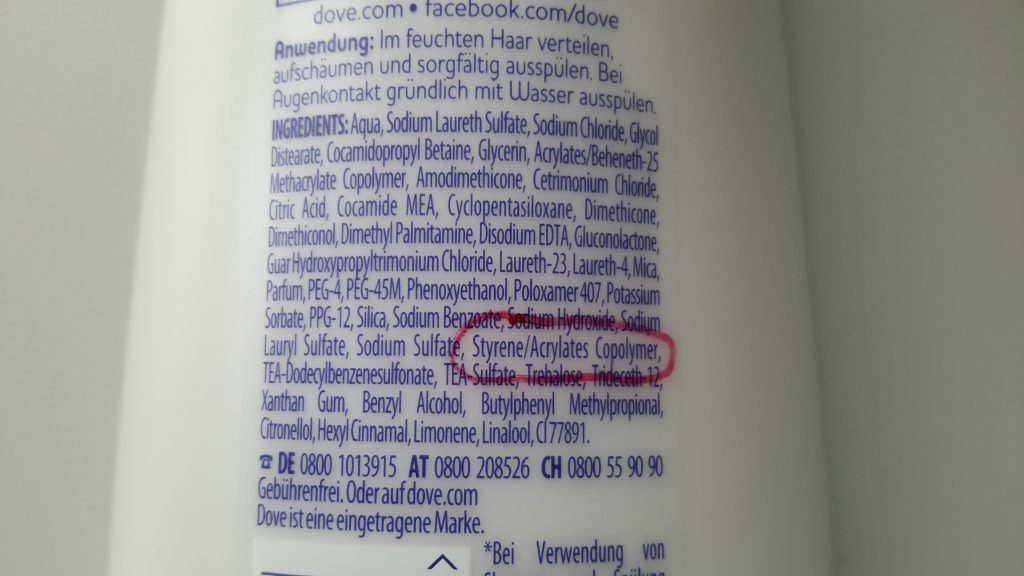 dove.com • facebook.com/dove
Anwendung: Im feuchten Haar verteilen,
aufschäumen und sorgfältig ausspülen. Bei
Augenkontakt gründlich mit Wasser ausspülen.
INGREDIENTS: Aqua, Sodium Laureth Sulfate, Sodium Chloride, Glycol
Distearate, Cocamidopropyl Betaine, Glycerin, Acrylates/Beheneth-25
Methacrylate Copolymer, Amodimethicone, Cetrimonium Chloride,
Citric Acid, Cocamide MEA, Cyclopentasiloxane, Dimethicone,
Dimethiconol, Dimethyl Palmitamine, Disodium EDTA, Gluconolactone,
Guar Hydroxypropyltrimonium Chloride, Laureth-23, Laureth-4, Mica,
Parfum, PEG-4, PEG-45M, Phenoxyethanol, Poloxamer 407, Potassium
Sorbate, PPG-12, Silica, Sodium Benzoate, Sodium Hydroxide, Sodium
Lauryl Sulfate, Sodium Sulfate, Styrene/Acrylates Copolymer,
TEA-Dodecylbenzenesulfonate, TEA-Sulfate, Trehalose, Trideceth-12,
Xanthan Gum, Benzyl Alcohol, Butylphenyl Methylpropional,
Citronellol, Hexyl Cinnamal, Limonene, Linalool, CI 77891.
☎ DE 0800 1013915 AT 0800 208526 CH 0800 55 90 90
Gebührenfrei. Oder auf dove.com
Dove ist eine eingetragene Marke.
*Bei Verwendung von